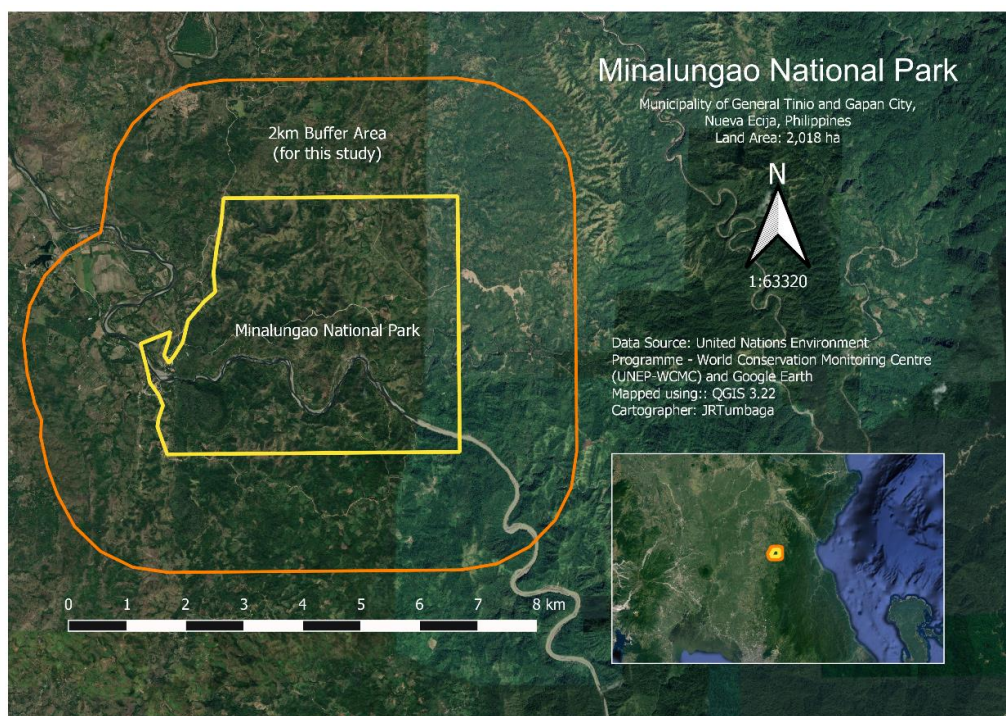 Minalungao National Park
Municipality of General Tinio and Gapan City,
Nueva Ecija, Philippines
Land Area: 2,018 ha
2km Buffer Area
(for this study)
N
1:63320
Minalungao National Park
Data Source: United Nations Environment
Programme - World Conservation Monitoring Centre
(UNEP-WCMC) and Google Earth
Mapped using:: QGIS 3.22
Cartographer: JRTumbaga
0 1 2 3 4 5 6 7 8 km